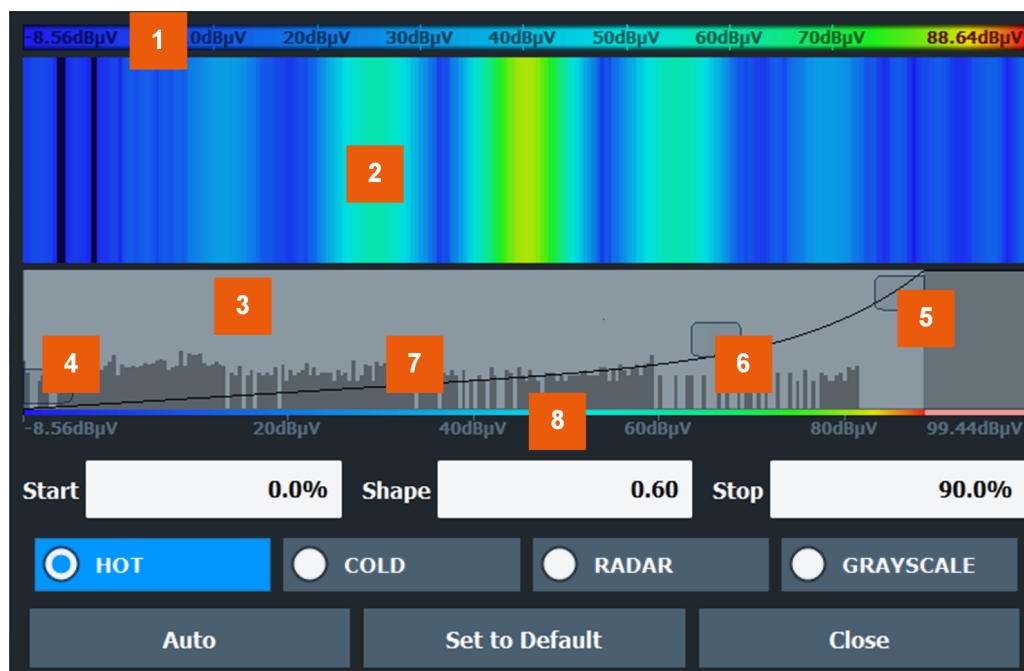 -8.56dBµV 1 0dBµV 20dBµV 30dBµV 40dBµV 50dBµV 60dBµV 70dBµV 88.64dBµV
2
3
5
4 7 6
8
-8.56dBµV 20dBµV 40dBµV 60dBµV 80dBµV 99.44dBµV
Start 0.0% Shape 0.60 Stop 90.0%
HOT COLD RADAR GRAYSCALE
Auto Set to Default Close